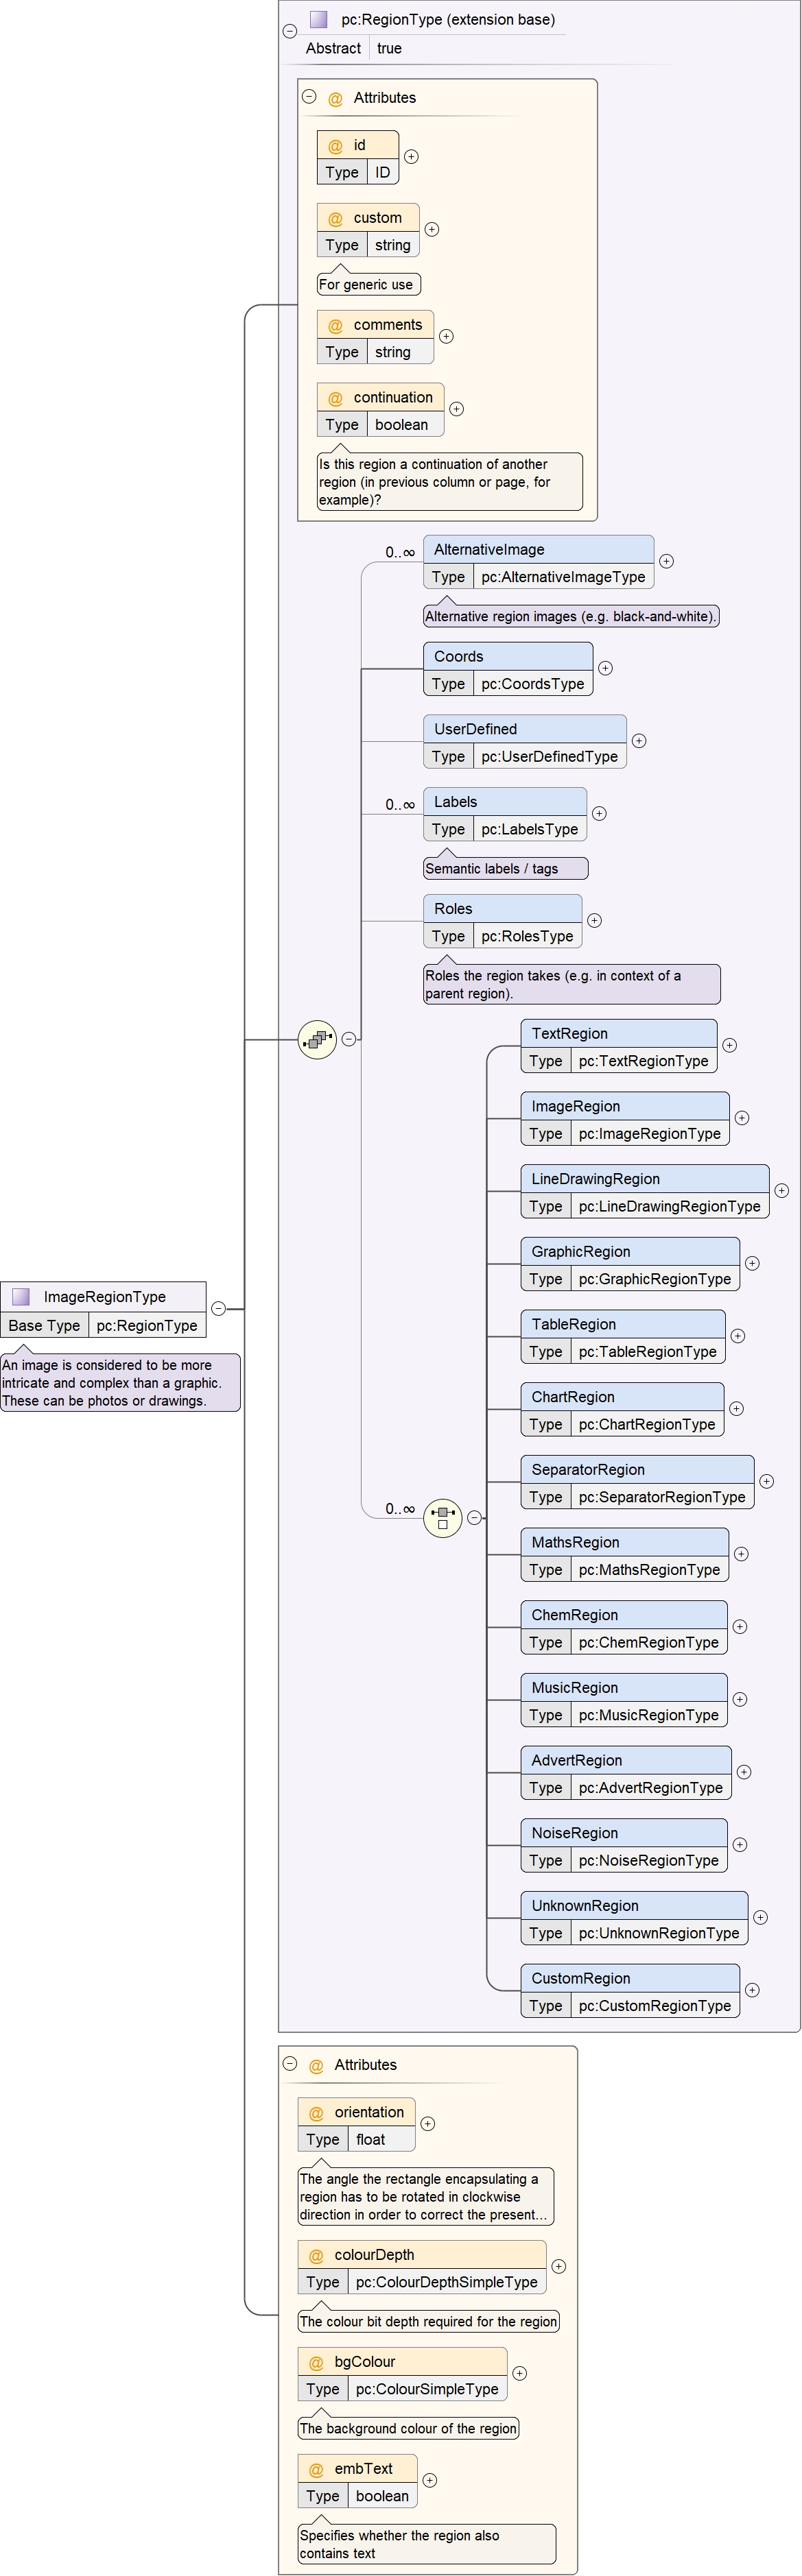 pc:RegionType (extension base)
Abstract true
@ Attributes
@ id
Type ID
@ custom
Type string
For generic use
@ comments
Type string
@ continuation
Type boolean
Is this region a continuation of another
region (in previous column or page, for
example)?
0..∞
AlternativeImage
Type pc:AlternativeImageType
Alternative region images (e.g. black-and-white).
Coords
Type pc:CoordsType
UserDefined
Type pc:UserDefinedType
0..∞
Labels
Type pc:LabelsType
Semantic labels / tags
Roles
Type pc:RolesType
Roles the region takes (e.g. in context of a
parent region).
TextRegion
Type pc:TextRegionType
ImageRegion
Type pc:ImageRegionType
LineDrawingRegion
Type pc:LineDrawingRegionType
GraphicRegion
Type pc:GraphicRegionType
ImageRegionType
Base Type pc:RegionType
An image is considered to be more
intricate and complex than a graphic.
These can be photos or drawings.
TableRegion
Type pc:TableRegionType
ChartRegion
Type pc:ChartRegionType
SeparatorRegion
Type pc:SeparatorRegionType
0..∞
MathsRegion
Type pc:MathsRegionType
ChemRegion
Type pc:ChemRegionType
MusicRegion
Type pc:MusicRegionType
AdvertRegion
Type pc:AdvertRegionType
NoiseRegion
Type pc:NoiseRegionType
UnknownRegion
Type pc:UnknownRegionType
CustomRegion
Type pc:CustomRegionType
@ Attributes
@ orientation
Type float
The angle the rectangle encapsulating a
region has to be rotated in clockwise
direction in order to correct the present...
@ colourDepth
Type pc:ColourDepthSimpleType
The colour bit depth required for the region
@ bgColour
Type pc:ColourSimpleType
The background colour of the region
@ embText
Type boolean
Specifies whether the region also
contains text